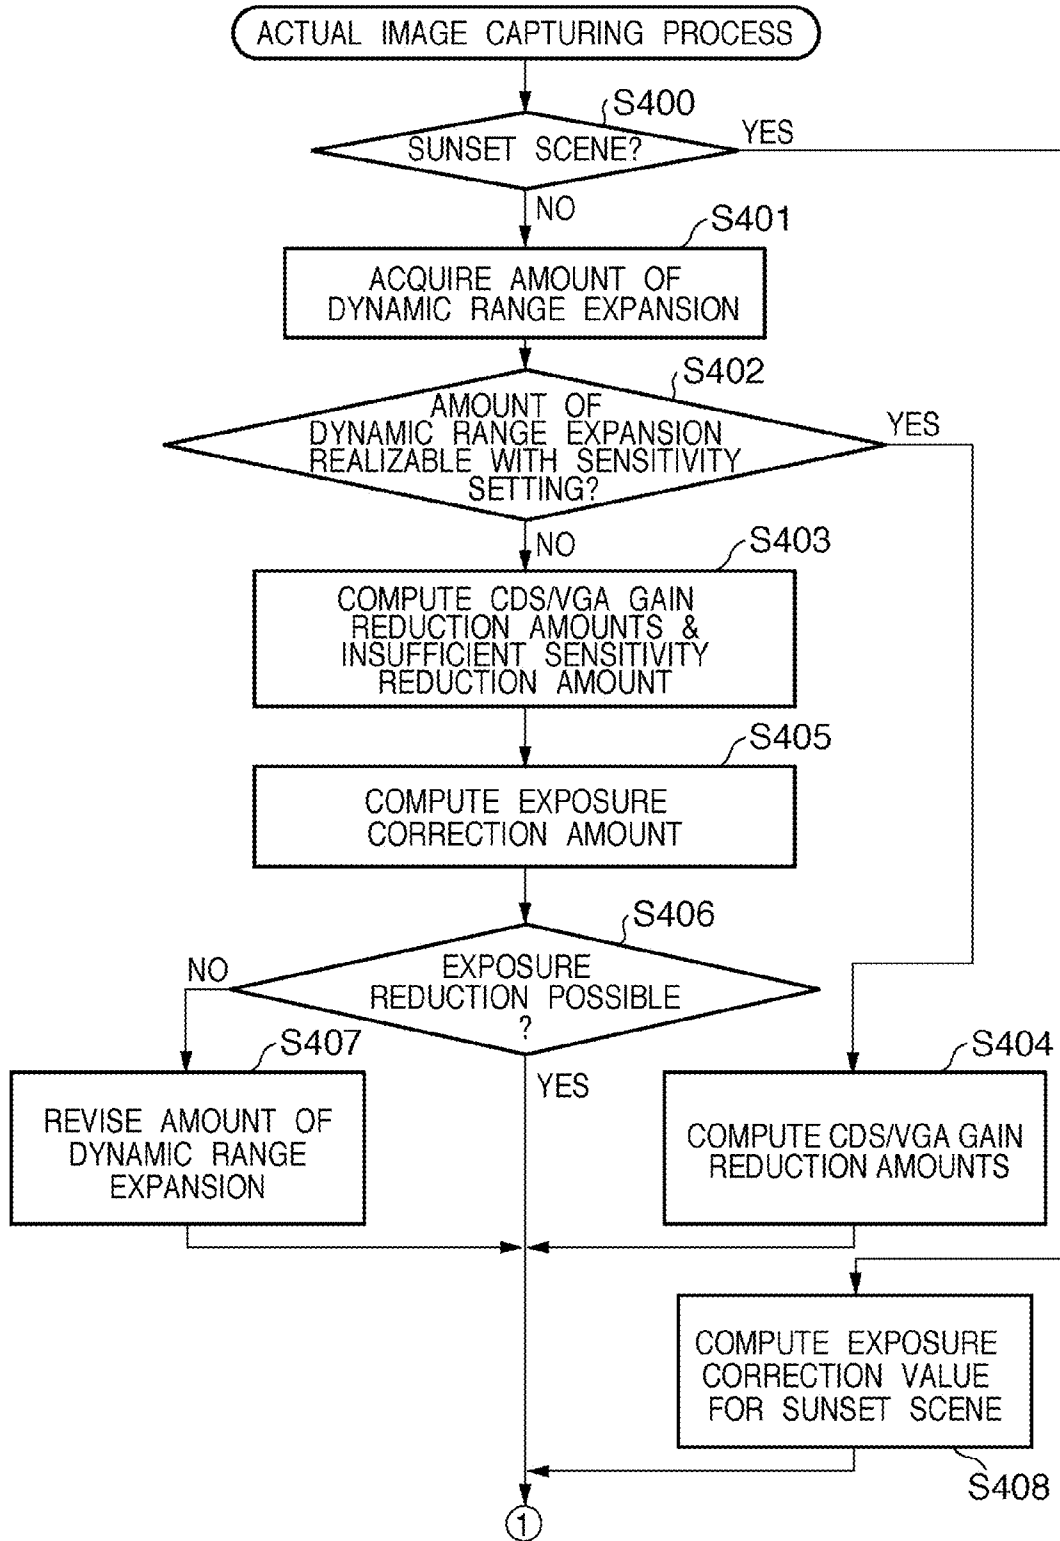 ACTUAL IMAGE CAPTURING PROCESS
S400
SUNSET SCENE?
YES
NO
S401
ACQUIRE AMOUNT OF
DYNAMIC RANGE EXPANSION
S402
AMOUNT OF
DYNAMIC RANGE EXPANSION
REALIZABLE WITH SENSITIVITY
SETTING?
YES
NO
S403
COMPUTE CDS/VGA GAIN
REDUCTION AMOUNTS &
INSUFFICIENT SENSITIVITY
REDUCTION AMOUNT
S405
COMPUTE EXPOSURE
CORRECTION AMOUNT
S406
EXPOSURE
REDUCTION POSSIBLE
?
NO
YES
S407
REVISE AMOUNT OF
DYNAMIC RANGE
EXPANSION
S404
COMPUTE CDS/VGA GAIN
REDUCTION AMOUNTS
COMPUTE EXPOSURE
CORRECTION VALUE
FOR SUNSET SCENE
S408
1